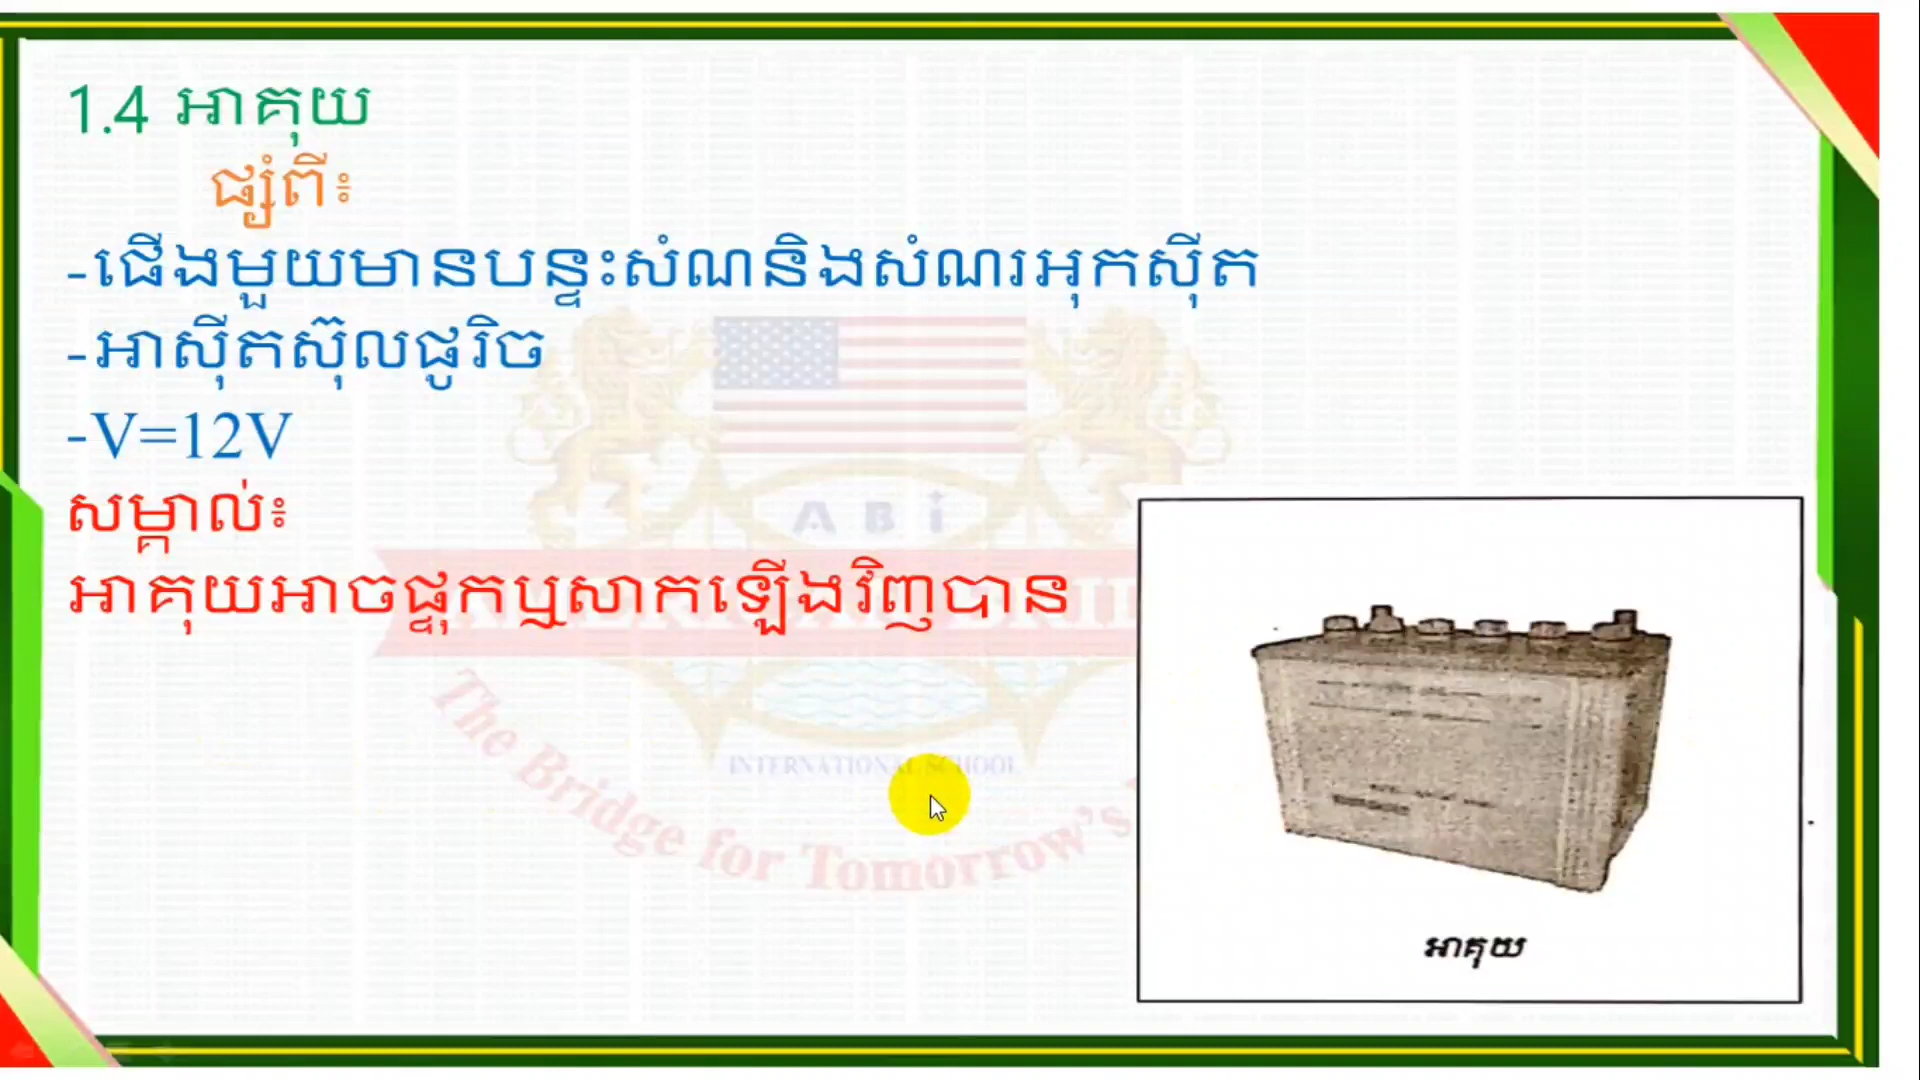 1.4 អាគុយ
ផ្សំពី៖
-ជើងមួយមានបន្ទះសំណនិងសំណរអុកស៊ីត
-អាស៊ីតស៊ុលផូរិច
-V=12V
សម្គាល់៖
អាគុយអាចផ្ទុកឬសាកឡើងវិញបាន
A B i
INTERNATIONAL SCHOOL
The Bridge for Tomorrow's
អាគុយ